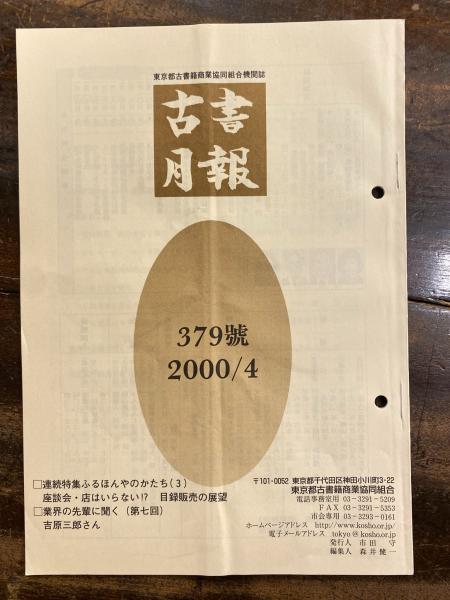 東京都古書籍商業協同組合機関誌
古書
月報
379號
2000/4
□連続特集ふるほんやのかたち(3)
座談会・店はいらない!? 目録販売の展望
□業界の先輩に聞く(第七回)
吉原三郎さん
〒101-0052 東京都千代田区神田小川町3-22
東京都古書籍商業協同組合
電話事務室用 03-3291-5209
FAX 03-3291-5353
市会専用 03-3293-0161
ホームページアドレス http://www.kosho.or.jp/
電子メールアドレス tokyo@kosho.or.jp
発行人 市田 守
編集人 森井健一